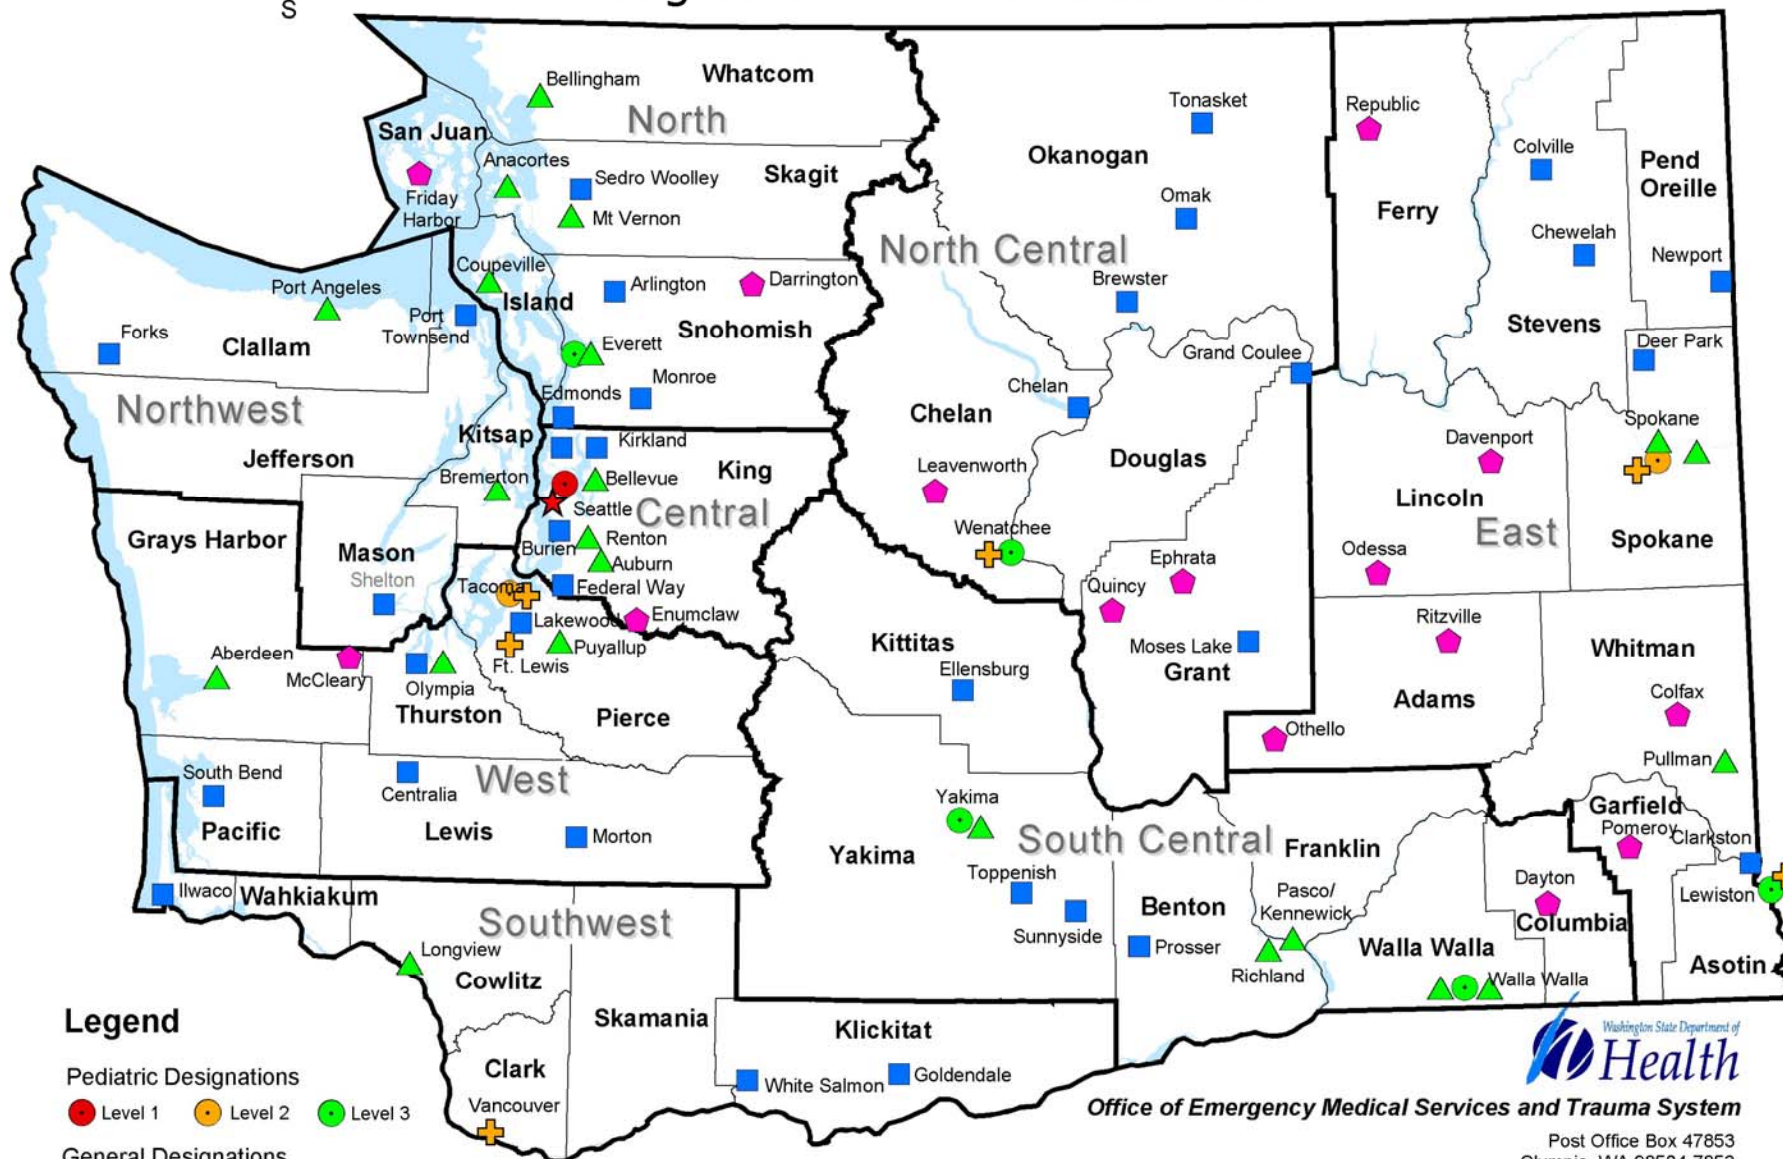 S
Bellingham
Whatcom
North
San Juan
Friday
Harbor
Anacortes
Sedro Woolley
Skagit
Mt Vernon
Coupeville
Island
Arlington
Darrington
Snohomish
Everett
Monroe
Edmonds
Port Angeles
Port
Townsend
Forks
Clallam
Northwest
Jefferson
Kitsap
Bremerton
Kirkland
King
Bellevue
Seattle
Central
Burien
Renton
Auburn
Federal Way
Enumclaw
Grays Harbor
Mason
Shelton
Tacoma
Lakewood
Puyallup
Ft. Lewis
Aberdeen
McCleary
Olympia
Thurston
Pierce
South Bend
Pacific
Centralia
West
Lewis
Morton
Ilwaco
Wahkiakum
Southwest
Longview
Cowlitz
Skamania
Clark
Vancouver
Tonasket
Okanogan
Omak
North Central
Brewster
Grand Coulee
Chelan
Chelan
Douglas
Leavenworth
Wenatchee
Ephrata
Quincy
Moses Lake
Grant
Kittitas
Ellensburg
Republic
Ferry
Colville
Pend
Oreille
Chewelah
Newport
Stevens
Deer Park
Spokane
Davenport
Lincoln
East
Spokane
Odessa
Ritzville
Adams
Othello
Whitman
Colfax
Pullman
Garfield
Pomeroy
Clarkston
Lewiston
Asotin
Dayton
Columbia
Yakima
Yakima
South Central
Toppenish
Sunnyside
Benton
Prosser
Franklin
Pasco/
Kennewick
Richland
Walla Walla
Walla Walla
Klickitat
White Salmon
Goldendale
Legend
Pediatric Designations
Level 1
Level 2
Level 3
General Designations
Washington State Department of
Health
Office of Emergency Medical Services and Trauma System
Post Office Box 47853
Olympia, WA 98504-7853